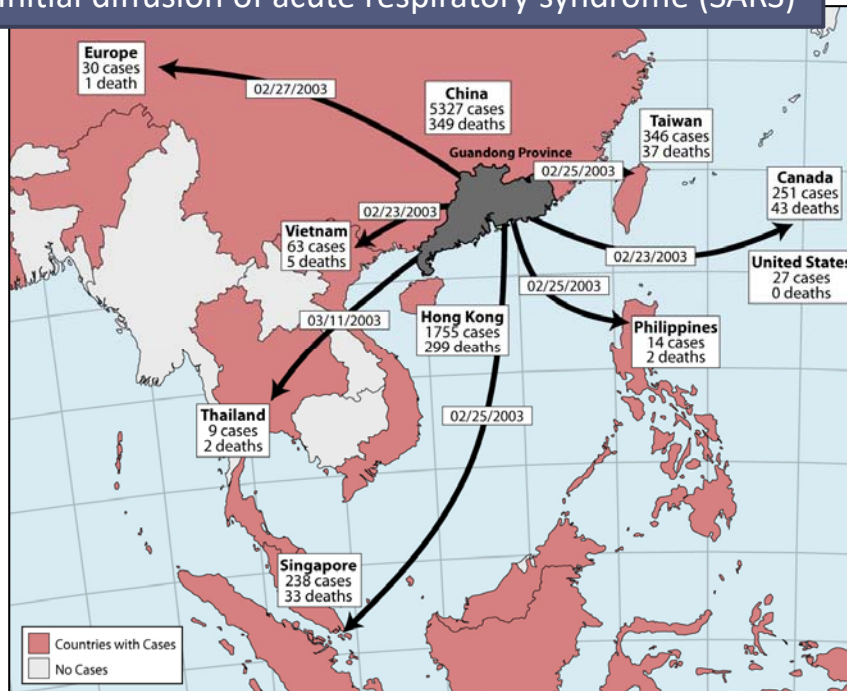 initial diffusion of acute respiratory syndrome (SARS)
Europe
30 cases
1 death
02/27/2003
China
5327 cases
349 deaths
Guandong Province
Taiwan
346 cases
37 deaths
02/25/2003
Canada
251 cases
43 deaths
02/23/2003
Vietnam
63 cases
5 deaths
02/23/2003
United States
27 cases
0 deaths
02/25/2003
03/11/2003
Hong Kong
1755 cases
299 deaths
Philippines
14 cases
2 deaths
Thailand
9 cases
2 deaths
02/25/2003
Singapore
238 cases
33 deaths
Countries with Cases
No Cases